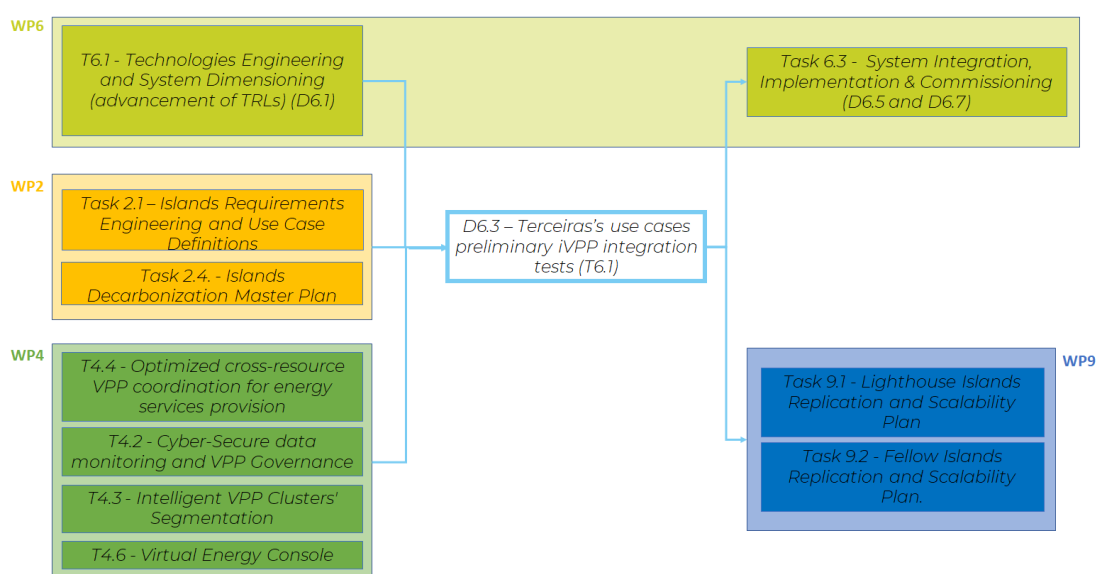 WP6
T6.1 - Technologies Engineering
and System Dimensioning
(advancement of TRLs) (D6.1)
Task 6.3 -  System Integration,
Implementation & Commissioning
(D6.5 and D6.7)
WP2
Task 2.1 – Islands Requirements
Engineering and Use Case
Definitions
Task 2.4. - Islands
Decarbonization Master Plan
D6.3 – Terceiras's use cases
preliminary iVPP integration
tests (T6.1)
WP4
T4.4 - Optimized cross-resource
VPP coordination for energy
services provision
T4.2 – Cyber-Secure data
monitoring and VPP Governance
T4.3 - Intelligent VPP Clusters'
Segmentation
T4.6 - Virtual Energy Console
WP9
Task 9.1 - Lighthouse Islands
Replication and Scalability
Plan
Task 9.2 - Fellow Islands
Replication and Scalability
Plan.